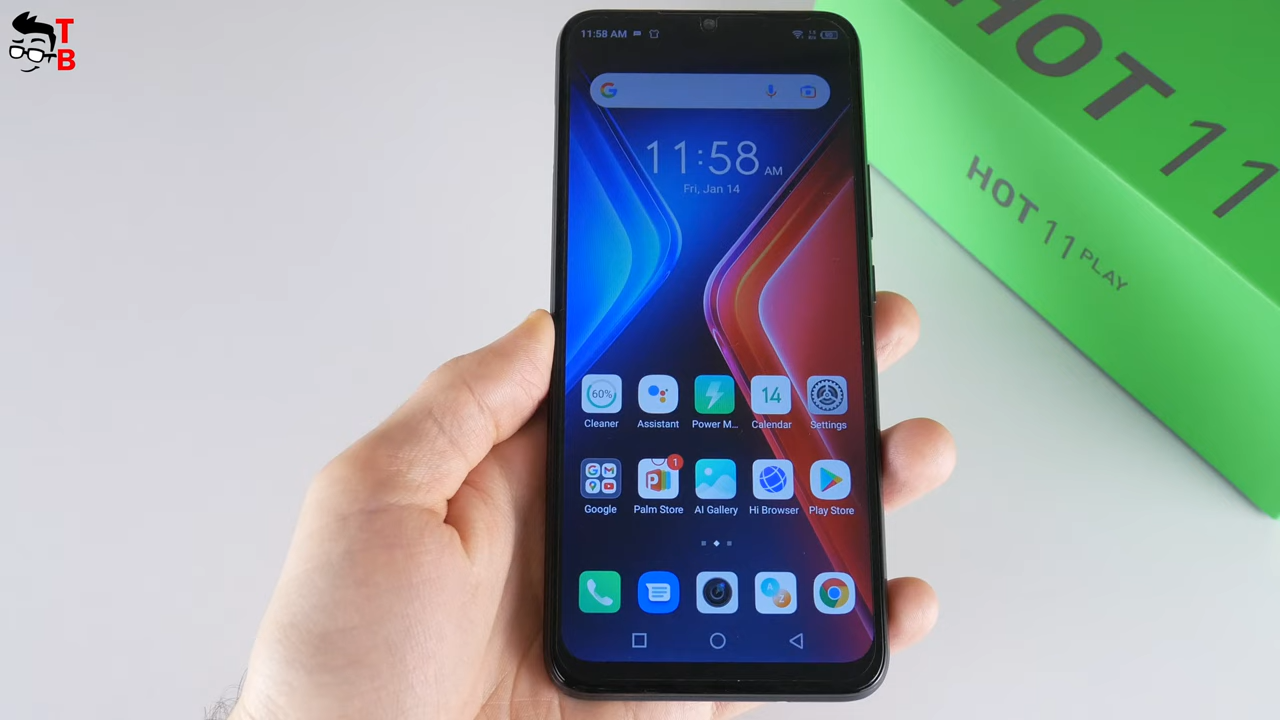 TB
11:58 AM
11:58 AM
Fri, Jan 14
60%
14
Cleaner
Assistant
Power M...
Calendar
Settings
1
Google
Palm Store
AI Gallery
Hi Browser
Play Store
A
Z
HOT 11
HOT 11 PLAY